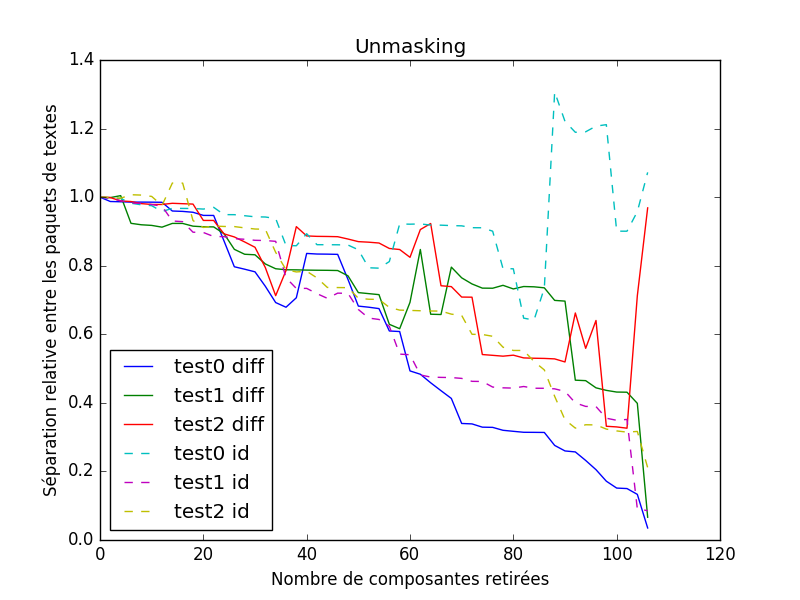 Unmasking
Séparation relative entre les paquets de textes
1.4
1.2
1.0
0.8
0.6
0.4
0.2
0.0
test0 diff
test1 diff
test2 diff
test0 id
test1 id
test2 id
0 20 40 60 80 100 120
Nombre de composantes retirées